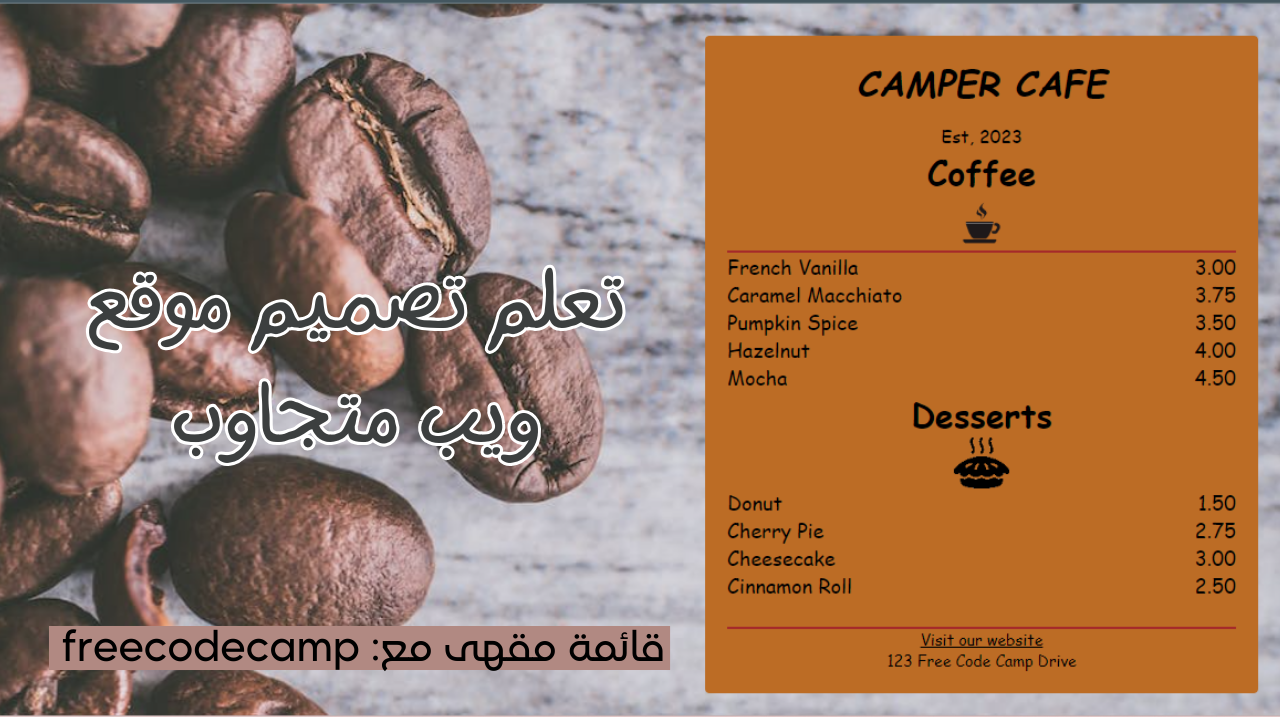 تعلم تصميم موقع
ويب متجاوب
قائمة مقهى مع: freecodecamp
CAMPER CAFE
Est, 2023
Coffee
French Vanilla 3.00
Caramel Macchiato 3.75
Pumpkin Spice 3.50
Hazelnut 4.00
Mocha 4.50
Desserts
Donut 1.50
Cherry Pie 2.75
Cheesecake 3.00
Cinnamon Roll 2.50
Visit our website
123 Free Code Camp Drive